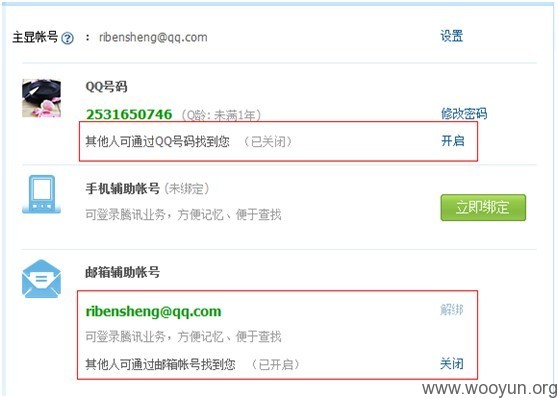 主显帐号 ? : ribensheng@qq.com 设置
QQ号码
2531650746 (Q龄: 未满1年) 修改密码
其他人可通过QQ号码找到您 (已关闭) 开启
手机辅助帐号 (未绑定)
可登录腾讯业务，方便记忆、便于查找 立即绑定
邮箱辅助帐号
ribensheng@qq.com 解绑
可登录腾讯业务，方便记忆、便于查找
其他人可通过邮箱帐号找到您 (已开启) 关闭
www.wooyun.org